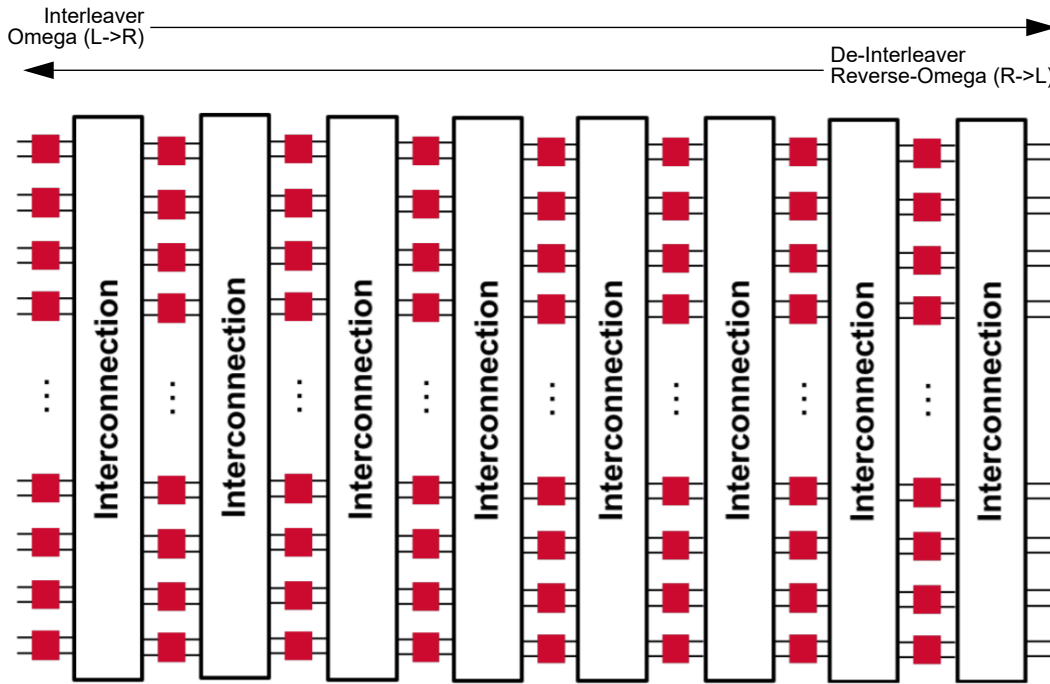 Interleaver
Omega (L->R)
De-Interleaver
Reverse-Omega (R->L)
Interconnection
Interconnection
Interconnection
Interconnection
Interconnection
Interconnection
Interconnection
Interconnection